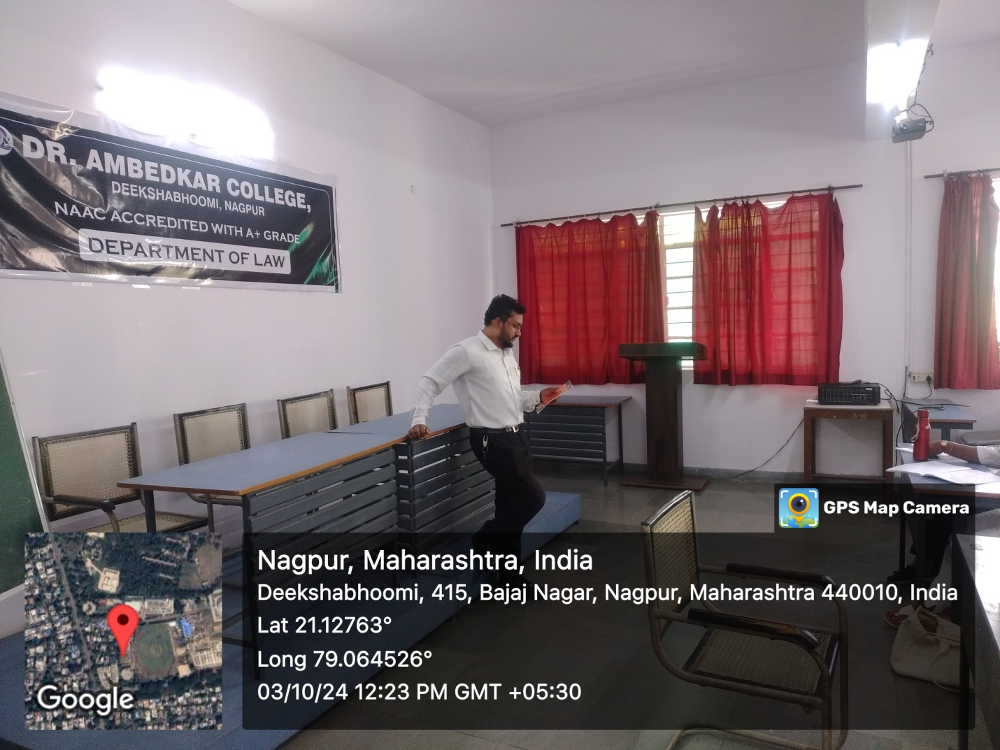 DR. AMBEDKAR COLLEGE,
DEEKSHABHOOMI, NAGPUR
NAAC ACCREDITED WITH A+ GRADE
DEPARTMENT OF LAW
GPS Map Camera
Nagpur, Maharashtra, India
Deekshabhoomi, 415, Bajaj Nagar, Nagpur, Maharashtra 440010, India
Lat 21.12763°
Long 79.064526°
03/10/24 12:23 PM GMT +05:30
Google